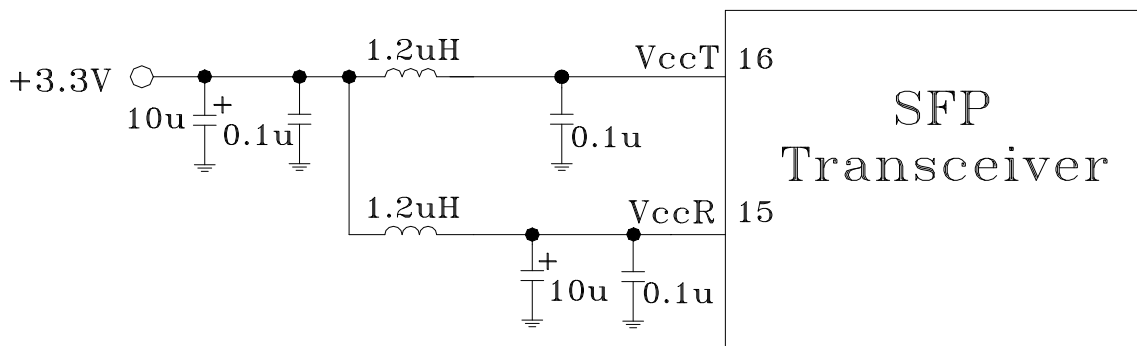 1.2uH
VccT
16
+3.3V
10u
+
0.1u
0.1u
SFP
Transceiver
1.2uH
VccR
15
+
10u
0.1u